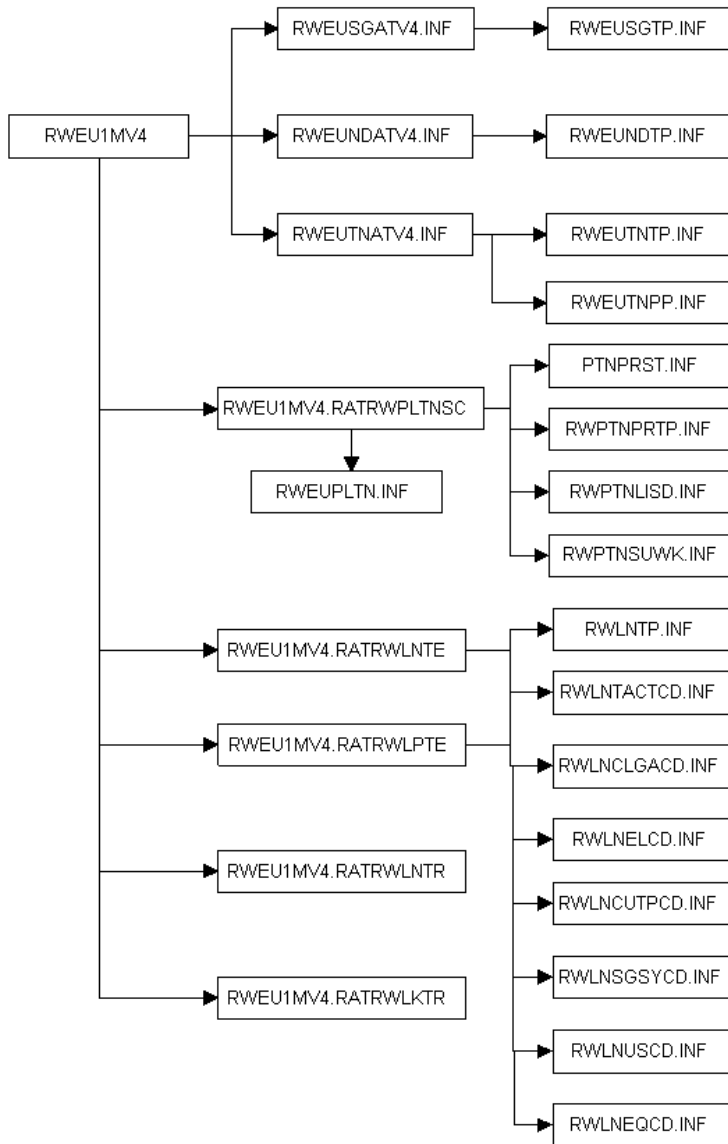 RWEUSGATV4.INF
RWEUSGTP.INF
RWEU1MV4
RWEUNDATV4.INF
RWEUNDTP.INF
RWEUTNATV4.INF
RWEUTNTP.INF
RWEUTNPP.INF
PTNPRST.INF
RWEU1MV4.RATRWPLTNSC
RWPTNPRTP.INF
RWEUPLTN.INF
RWPTNLISD.INF
RWPTNSUWK.INF
RWLNTP.INF
RWEU1MV4.RATRWLNTE
RWLNTACTCD.INF
RWEU1MV4.RATRWLPTE
RWLNCLGACD.INF
RWLNELCD.INF
RWEU1MV4.RATRWLNTR
RWLNCUTPCD.INF
RWLNSGSYCD.INF
RWEU1MV4.RATRWLKTR
RWLNUSCD.INF
RWLNEQCD.INF